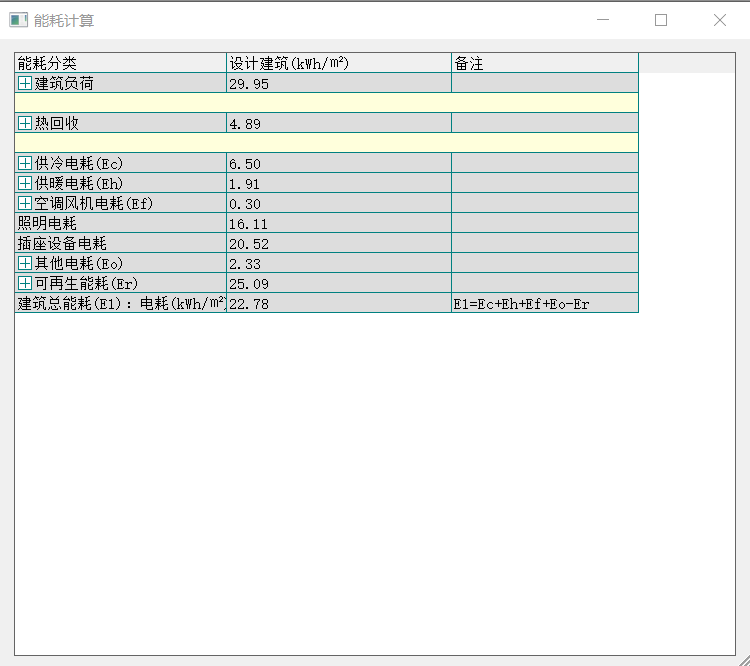 能耗计算
能耗分类 设计建筑(kWh/㎡) 备注
建筑负荷 29.95
热回收 4.89
供冷电耗(Ec) 6.50
供暖电耗(Eh) 1.91
空调风机电耗(Ef) 0.30
照明电耗 16.11
插座设备电耗 20.52
其他电耗(Eo) 2.33
可再生能耗(Er) 25.09
建筑总能耗(E1)：电耗(kWh/㎡) 22.78 E1=Ec+Eh+Ef+Eo-Er